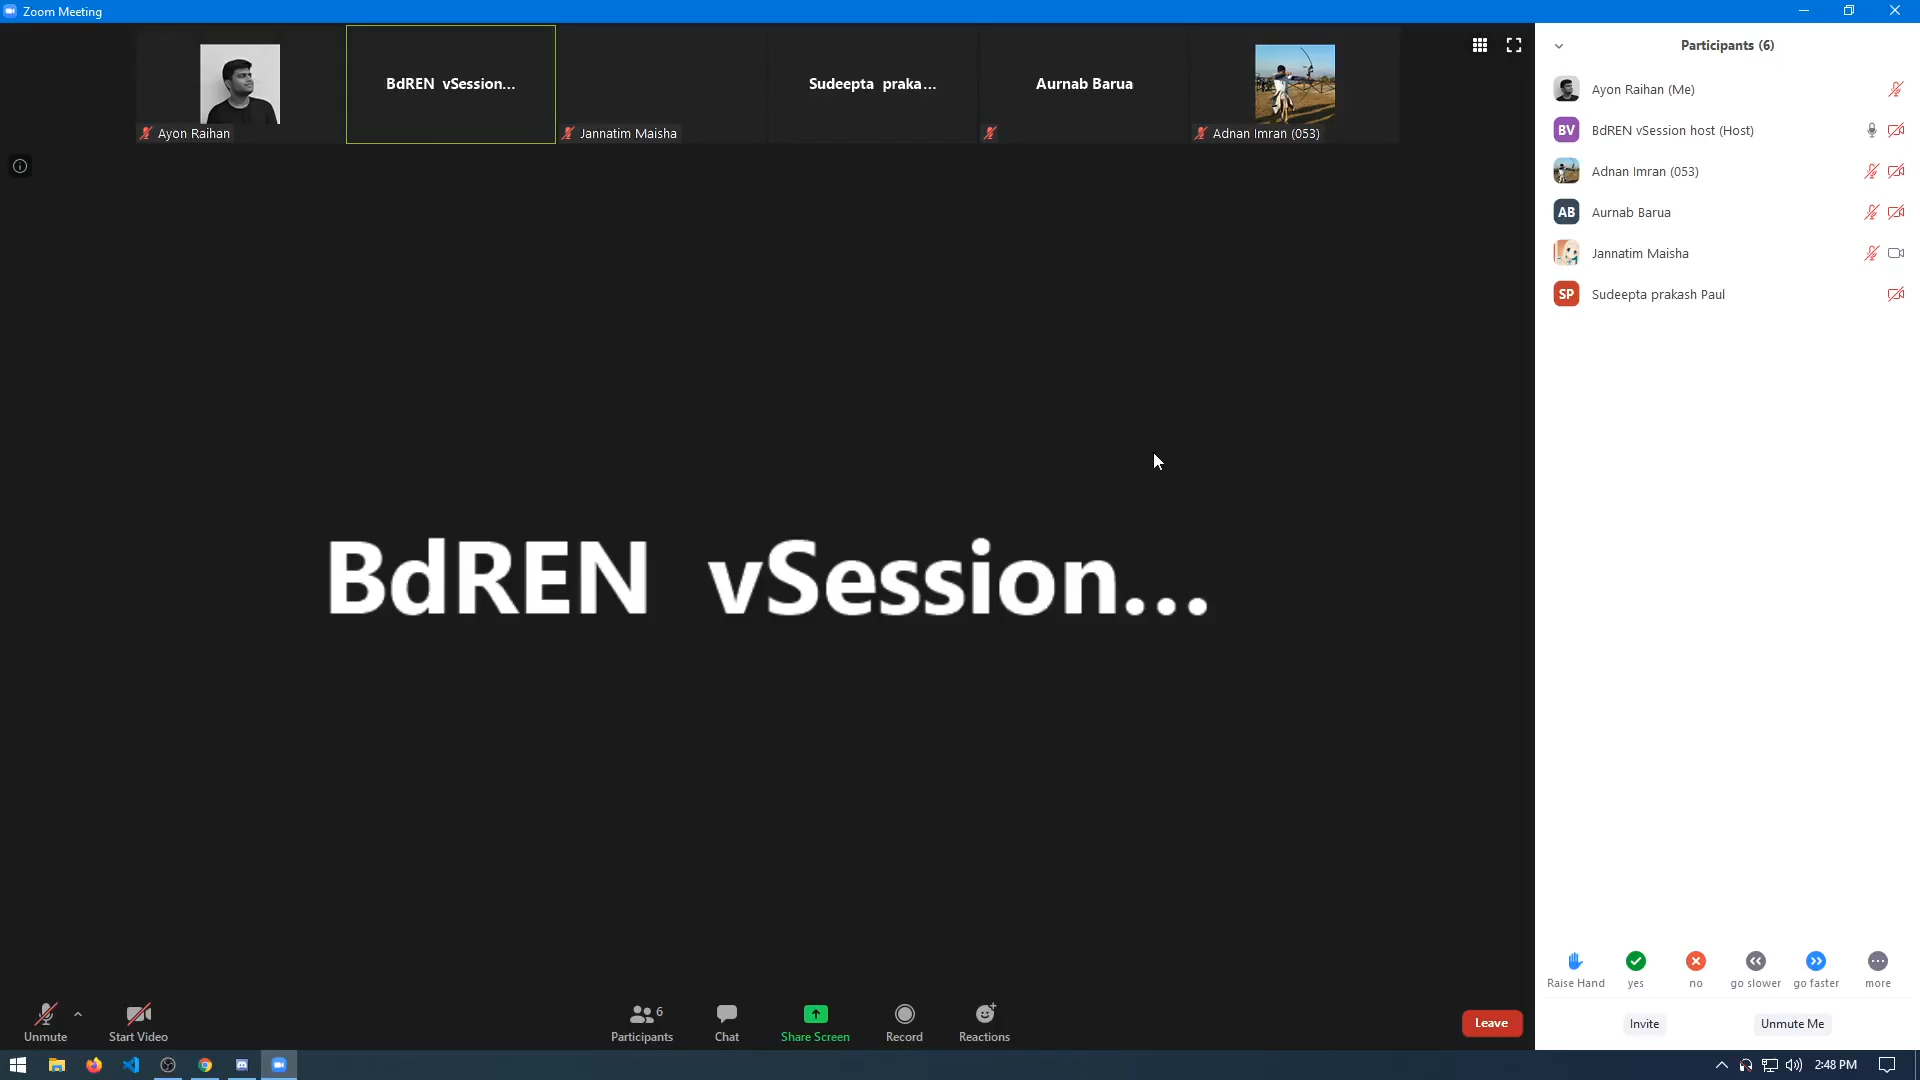 Zoom Meeting
Ayon Raihan
BdREN vSession...
Jannatim Maisha
Sudeepta praka...
Aurnab Barua
Adnan Imran (053)
BdREN vSession...
Participants (6)
Ayon Raihan (Me)
BV BdREN vSession host (Host)
Adnan Imran (053)
AB Aurnab Barua
Jannatim Maisha
SP Sudeepta prakash Paul
Raise Hand
yes
no
go slower
go faster
more
Invite
Unmute Me
Unmute
Start Video
6
Participants
Chat
Share Screen
Record
Reactions
Leave
2:48 PM